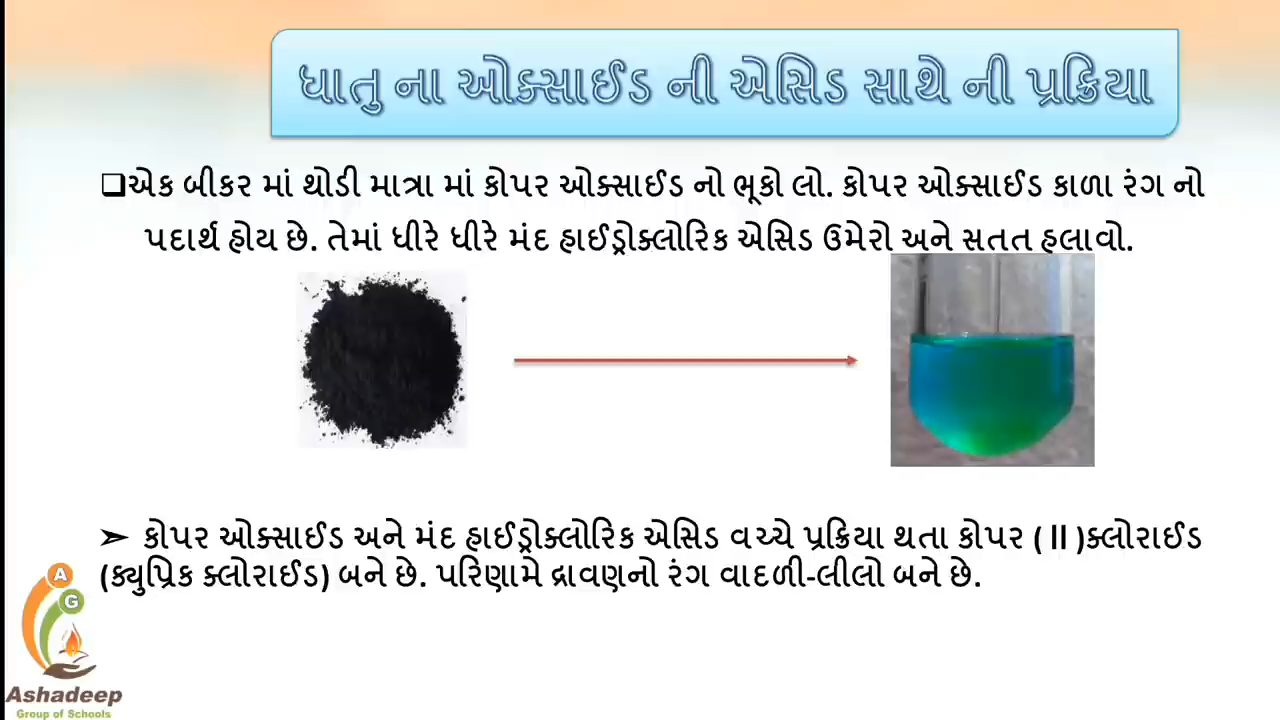 ધાતુ ના ઓક્સાઈડ ની એસિડ સાથે ની પ્રક્રિયા
❑એક બીકર માં થોડી માત્રા માં કોપર ઓક્સાઈડ નો ભૂકો લો. કોપર ઓક્સાઈડ કાળા રંગ નો
પદાર્થ હોય છે. તેમાં ધીરે ધીરે મંદ હાઈડ્રોક્લોરિક એસિડ ઉમેરો અને સતત હલાવો.
➢ કોપર ઓક્સાઈડ અને મંદ હાઈડ્રોક્લોરિક એસિડ વચ્ચે પ્રક્રિયા થતા કોપર ( II )ક્લોરાઈડ
(ક્યુપ્રિક ક્લોરાઈડ) બને છે. પરિણામે દ્રાવણનો રંગ વાદળી-લીલો બને છે.
A
G
Ashadeep
Group of Schools